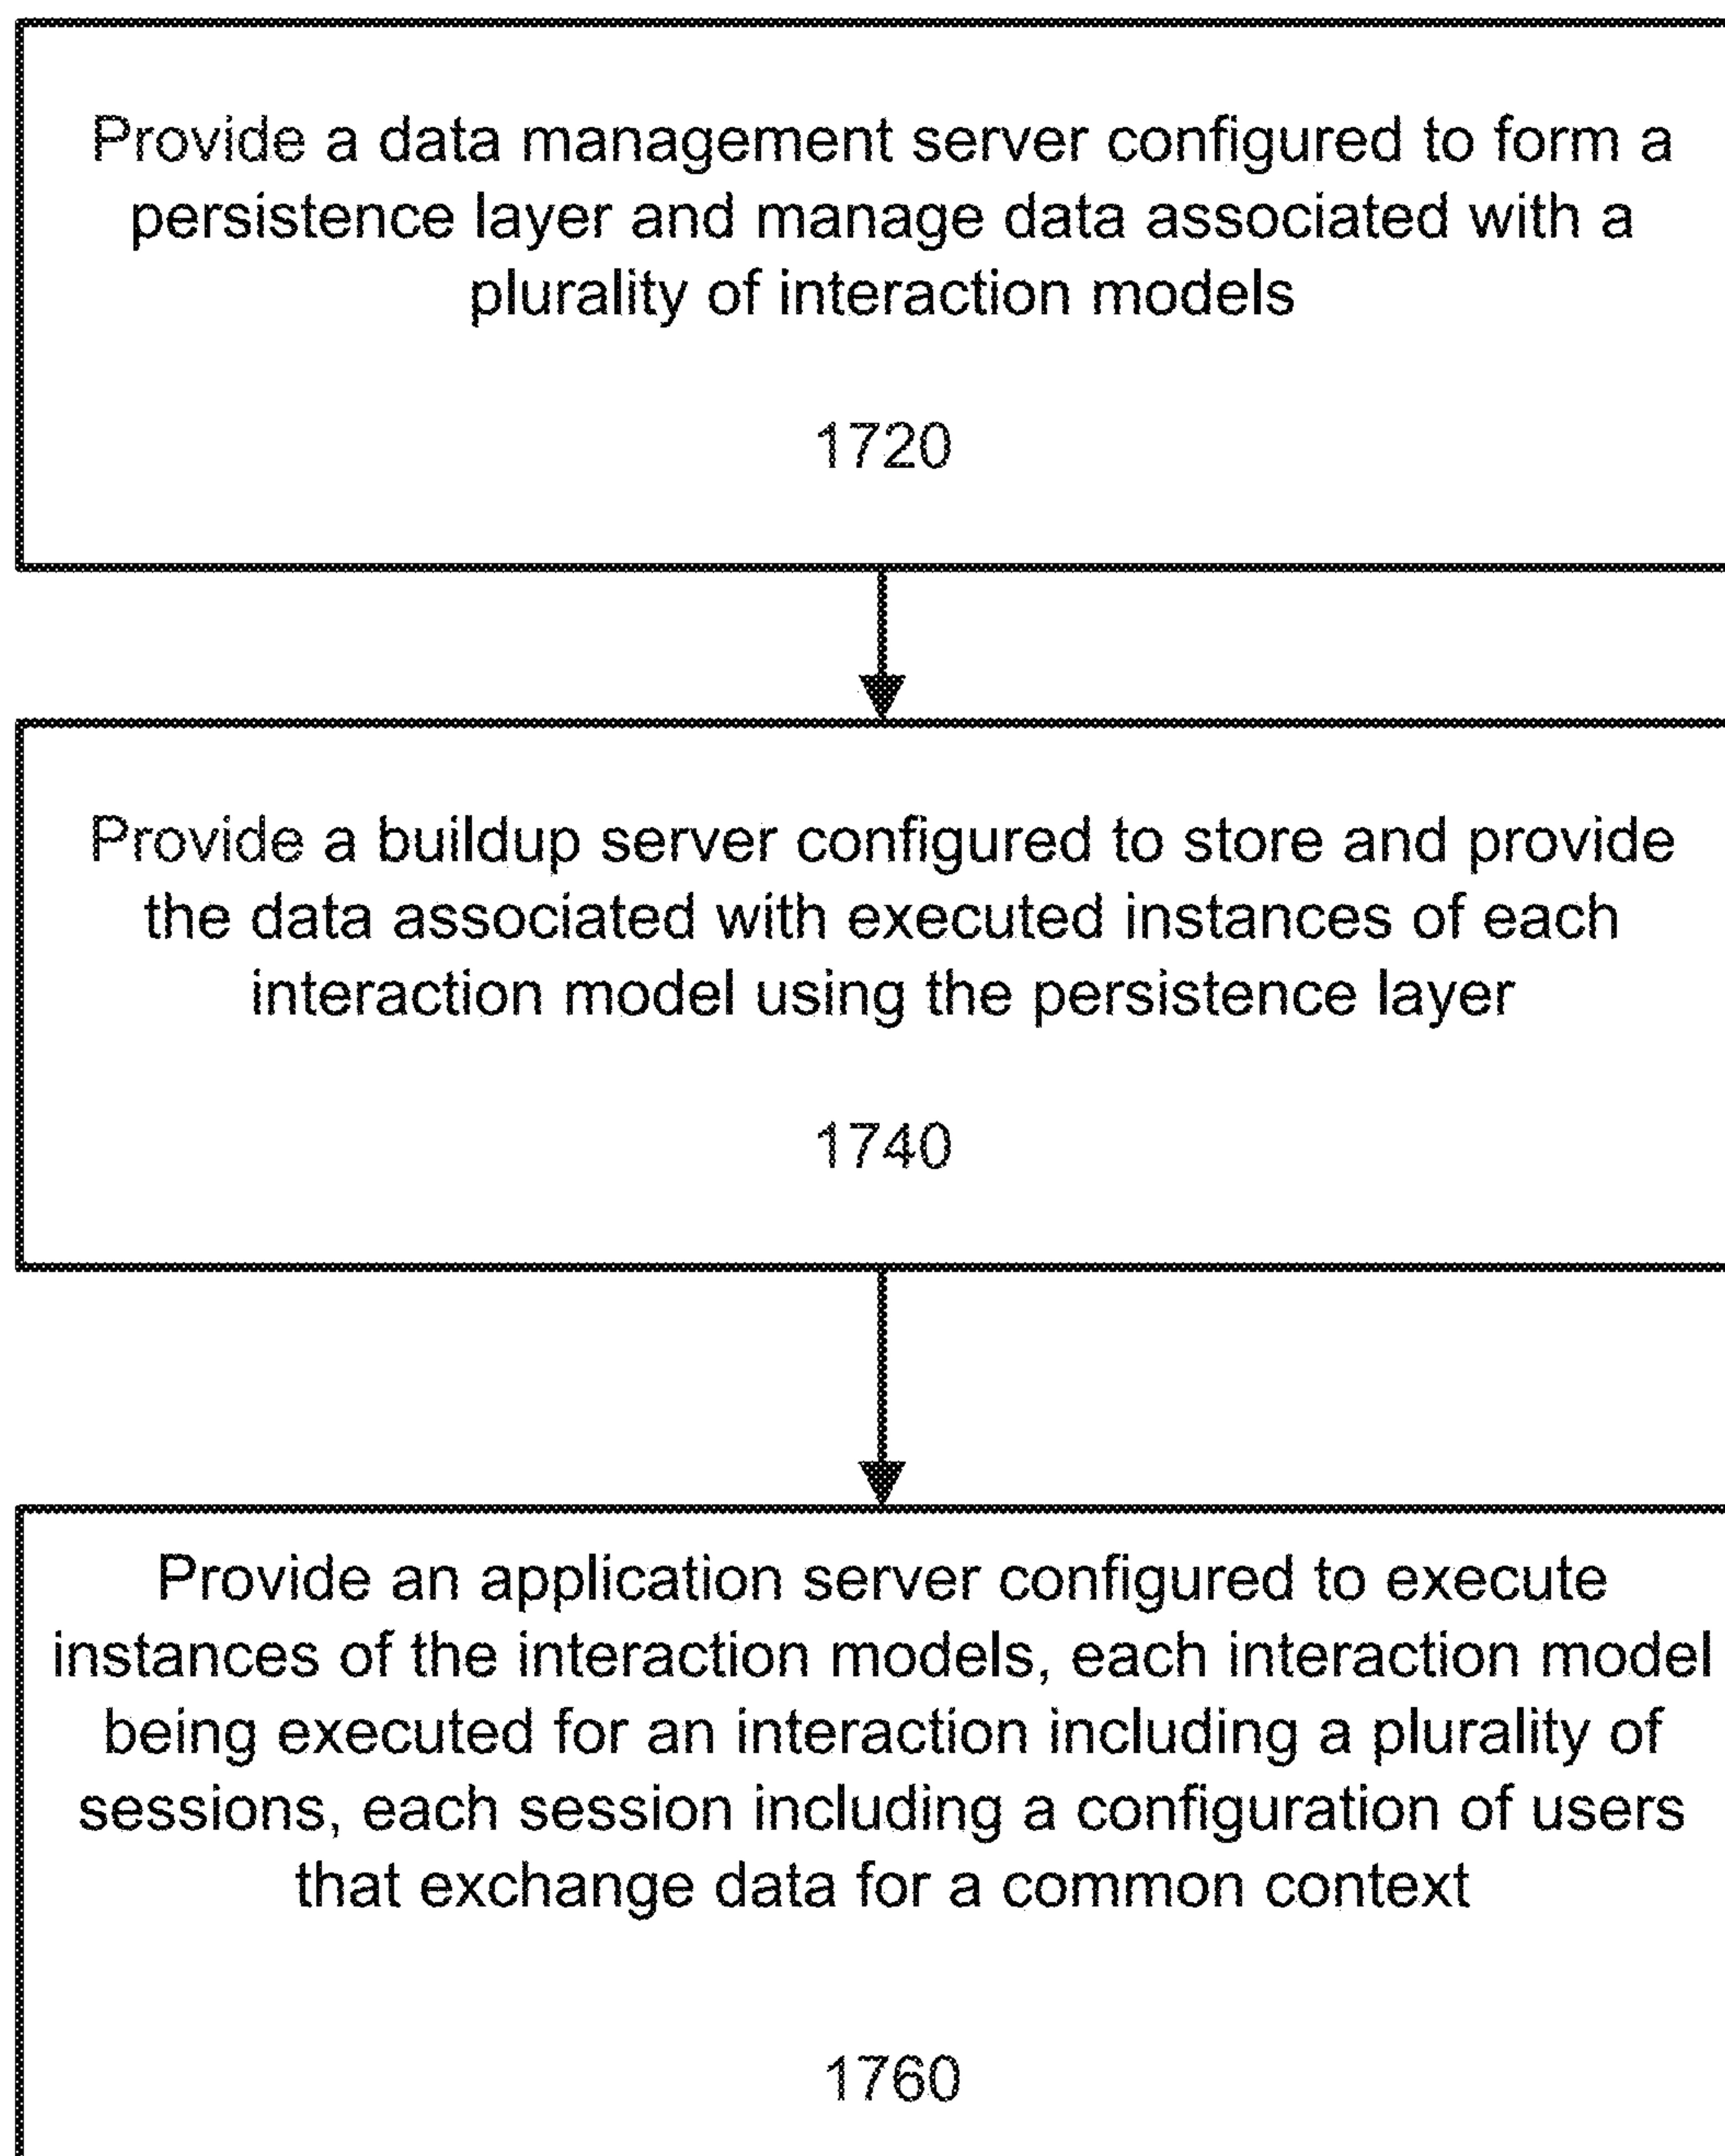 Provide a data management server configured to form a
persistence layer and manage data associated with a
plurality of interaction models
1720
Provide a buildup server configured to store and provide
the data associated with executed instances of each
interaction model using the persistence layer
1740
Provide an application server configured to execute
instances of the interaction models, each interaction model
being executed for an interaction including a plurality of
sessions, each session including a configuration of users
that exchange data for a common context
1760